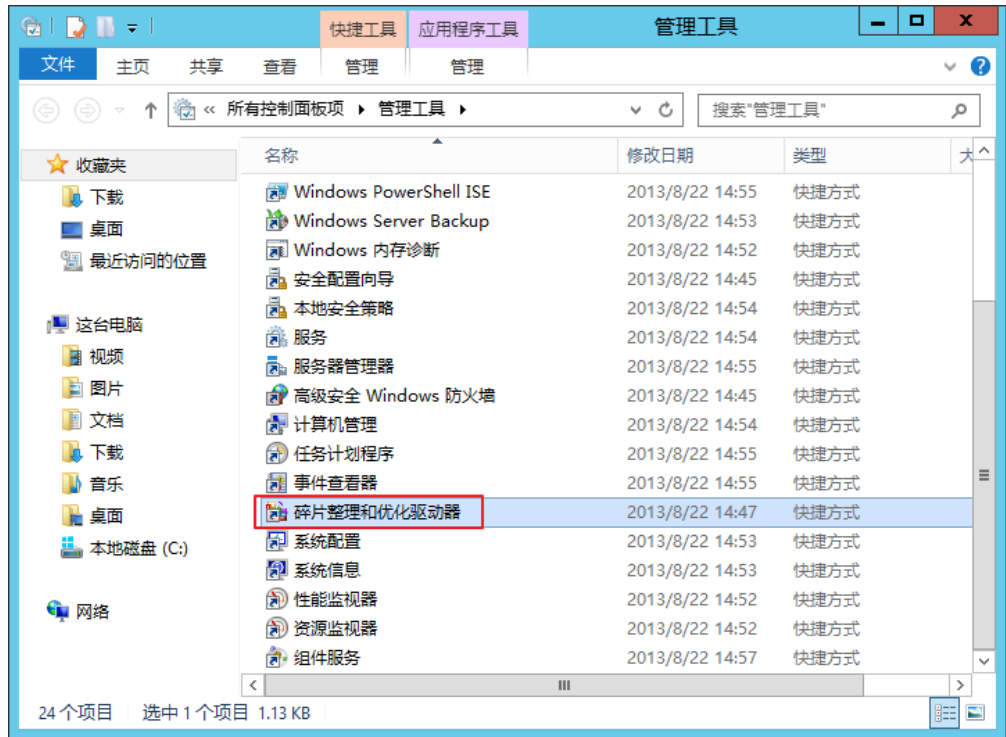 快捷工具 应用程序工具 管理工具
文件 主页 共享 查看 管理 管理
« 所有控制面板项 管理工具 搜索"管理工具"
收藏夹
下载
桌面
最近访问的位置
这台电脑
视频
图片
文档
下载
音乐
桌面
本地磁盘 (C:)
网络
名称 修改日期 类型 大
Windows PowerShell ISE 2013/8/22 14:55 快捷方式
Windows Server Backup 2013/8/22 14:53 快捷方式
Windows 内存诊断 2013/8/22 14:52 快捷方式
安全配置向导 2013/8/22 14:45 快捷方式
本地安全策略 2013/8/22 14:54 快捷方式
服务 2013/8/22 14:54 快捷方式
服务器管理器 2013/8/22 14:55 快捷方式
高级安全 Windows 防火墙 2013/8/22 14:45 快捷方式
计算机管理 2013/8/22 14:54 快捷方式
任务计划程序 2013/8/22 14:55 快捷方式
事件查看器 2013/8/22 14:55 快捷方式
碎片整理和优化驱动器 2013/8/22 14:47 快捷方式
系统配置 2013/8/22 14:53 快捷方式
系统信息 2013/8/22 14:53 快捷方式
性能监视器 2013/8/22 14:52 快捷方式
资源监视器 2013/8/22 14:52 快捷方式
组件服务 2013/8/22 14:57 快捷方式
24 个项目 选中 1 个项目 1.13 KB